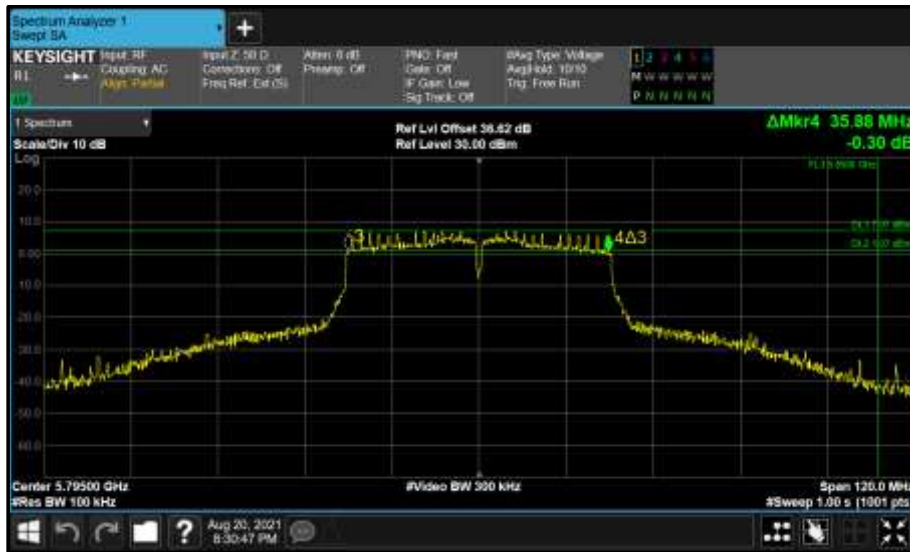 Spectrum Analyzer 1
Swept SA
+
KEYSIGHT Input: RF
Coupling: AC
Align: Partial
Input Z: 50 Ω
Corrections: Off
Freq Ref: Ext (S)
Atten: 6 dB
Preamp: Off
PNO: Fast
Gate: Off
IF Gain: Low
Sig Track: Off
#Avg Type: Voltage
Avg|Hold: 10/10
Trig: Free Run
1 2 3 4 5 6
M W W W W W
P N N N N N
1 Spectrum
Scale/Div 10 dB
Ref Lvl Offset 36.62 dB
Ref Level 30.00 dBm
ΔMkr4 35.88 MHz
-0.30 dB
Log
20.0
10.0
0.00
-10.0
-20.0
-30.0
-40.0
-50.0
-60.0
3
4Δ3
Center 5.79500 GHz
#Res BW 100 kHz
#Video BW 300 kHz
Span 120.0 MHz
#Sweep 1.00 s (1001 pts)
?
Aug 20, 2021
8:30:47 PM